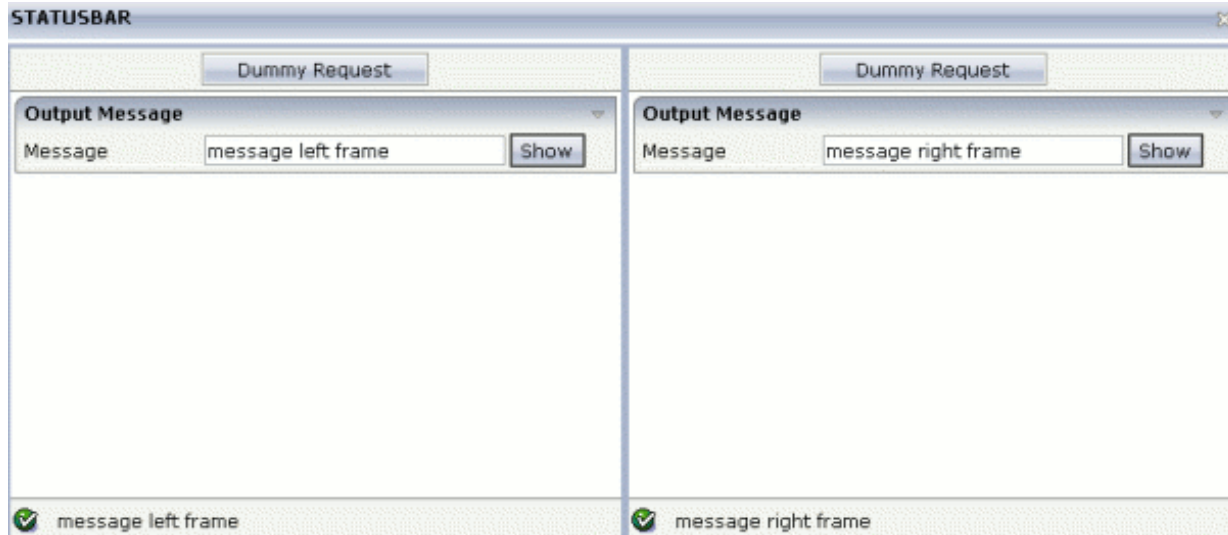 STATUSBAR
Dummy Request
Output Message
Message message left frame Show
message left frame
Dummy Request
Output Message
Message message right frame Show
message right frame